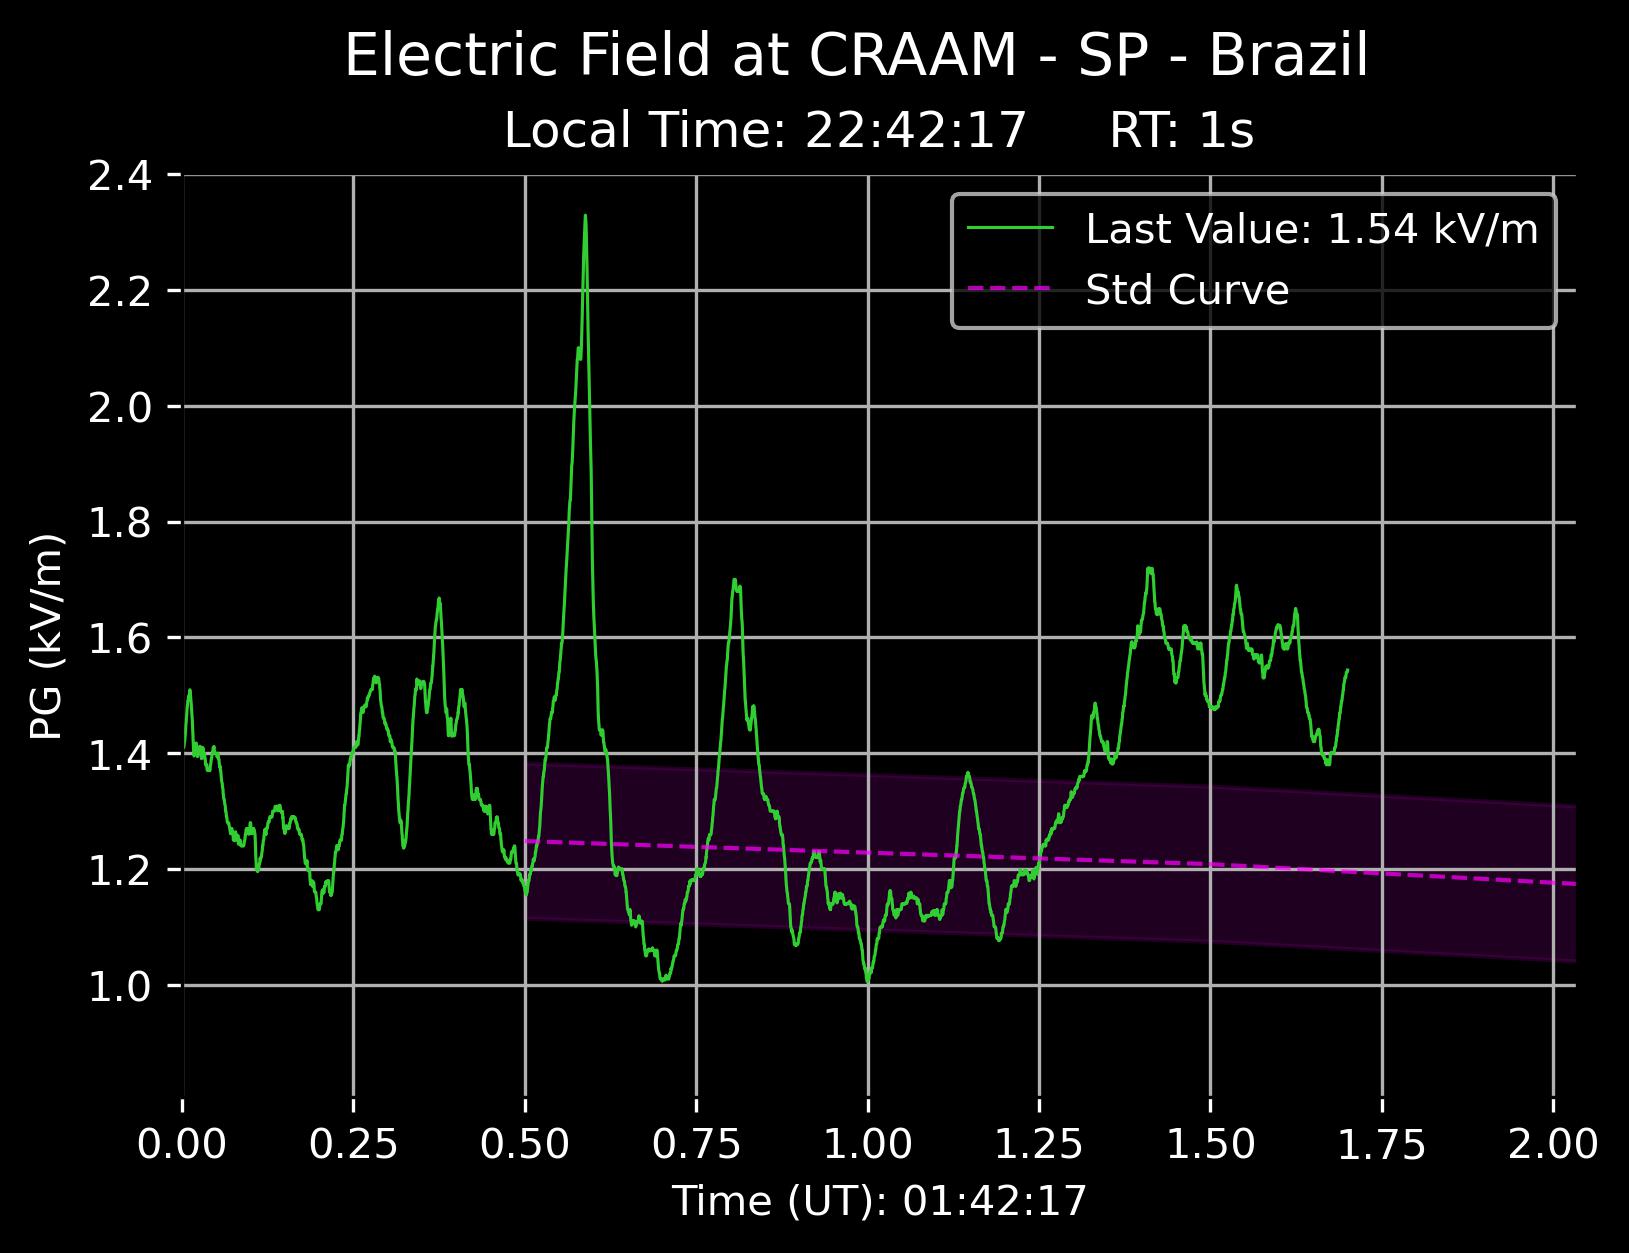 Electric Field at CRAAM - SP - Brazil
Local Time: 22:42:17 RT: 1s
Last Value: 1.54 kV/m
Std Curve
PG (kV/m)
2.4
2.2
2.0
1.8
1.6
1.4
1.2
1.0
0.00 0.25 0.50 0.75 1.00 1.25 1.50 1.75 2.00
Time (UT): 01:42:17